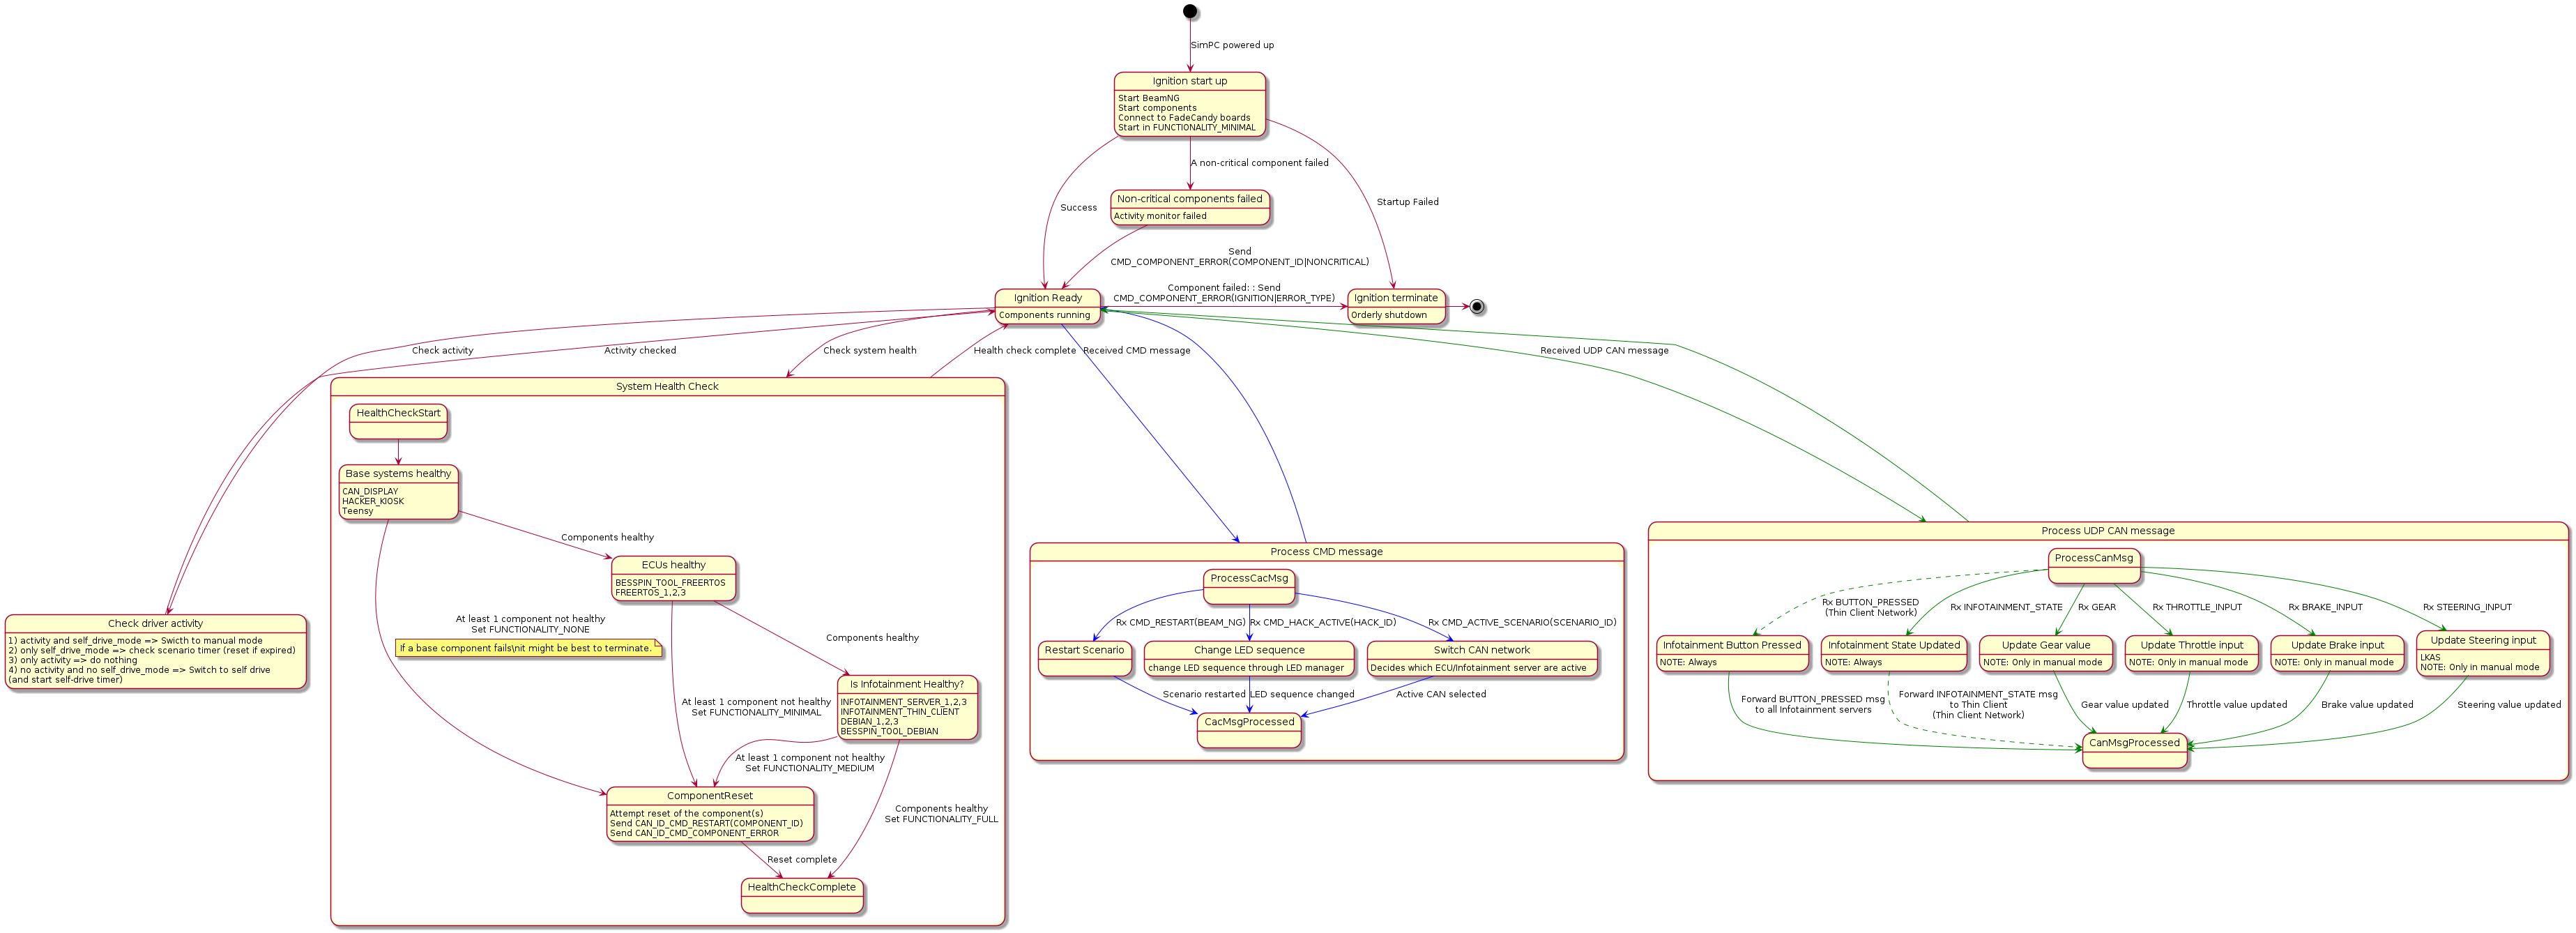 SimPC powered up
Ignition start up
Start BeamNG
Start components
Connect to FadeCandy boards
Start in FUNCTIONALITY_MINIMAL
A non-critical component failed
Success
Non-critical components failed
Activity monitor failed
Startup Failed
Send
CMD_COMPONENT_ERROR(COMPONENT_ID|NONCRITICAL)
Ignition Ready
Components running
Component failed: : Send
CMD_COMPONENT_ERROR(IGNITION|ERROR_TYPE)
Ignition terminate
Orderly shutdown
Check activity
Activity checked
Check system health
Health check complete
Received CMD message
Received UDP CAN message
Check driver activity
1) activity and self_drive_mode => Swicth to manual mode
2) only self_drive_mode => check scenario timer (reset if expired)
3) only activity => do nothing
4) no activity and no self_drive_mode => Switch to self drive
(and start self-drive timer)
System Health Check
HealthCheckStart
Base systems healthy
CAN_DISPLAY
HACKER_KIOSK
Teensy
Components healthy
ECUs healthy
BESSPIN_TOOL_FREERTOS
FREERTOS_1,2,3
At least 1 component not healthy
Set FUNCTIONALITY_NONE
If a base component fails\nit might be best to terminate.
Components healthy
Is Infotainment Healthy?
INFOTAINMENT_SERVER_1,2,3
INFOTAINMENT_THIN_CLIENT
DEBIAN_1,2,3
BESSPIN_TOOL_DEBIAN
At least 1 component not healthy
Set FUNCTIONALITY_MINIMAL
At least 1 component not healthy
Set FUNCTIONALITY_MEDIUM
ComponentReset
Attempt reset of the component(s)
Send CAN_ID_CMD_RESTART(COMPONENT_ID)
Send CAN_ID_CMD_COMPONENT_ERROR
Components healthy
Set FUNCTIONALITY_FULL
Reset complete
HealthCheckComplete
Process CMD message
ProcessCacMsg
Rx CMD_RESTART(BEAM_NG)
Rx CMD_HACK_ACTIVE(HACK_ID)
Rx CMD_ACTIVE_SCENARIO(SCENARIO_ID)
Restart Scenario
Change LED sequence
change LED sequence through LED manager
Switch CAN network
Decides which ECU/Infotainment server are active
Scenario restarted
LED sequence changed
Active CAN selected
CacMsgProcessed
Process UDP CAN message
ProcessCanMsg
Rx BUTTON_PRESSED
(Thin Client Network)
Rx INFOTAINMENT_STATE
Rx GEAR
Rx THROTTLE_INPUT
Rx BRAKE_INPUT
Rx STEERING_INPUT
Infotainment Button Pressed
NOTE: Always
Infotainment State Updated
NOTE: Always
Update Gear value
NOTE: Only in manual mode
Update Throttle input
NOTE: Only in manual mode
Update Brake input
NOTE: Only in manual mode
Update Steering input
LKAS
NOTE: Only in manual mode
Forward BUTTON_PRESSED msg
to all Infotainment servers
Forward INFOTAINMENT_STATE msg
to Thin Client
(Thin Client Network)
Gear value updated
Throttle value updated
Brake value updated
Steering value updated
CanMsgProcessed